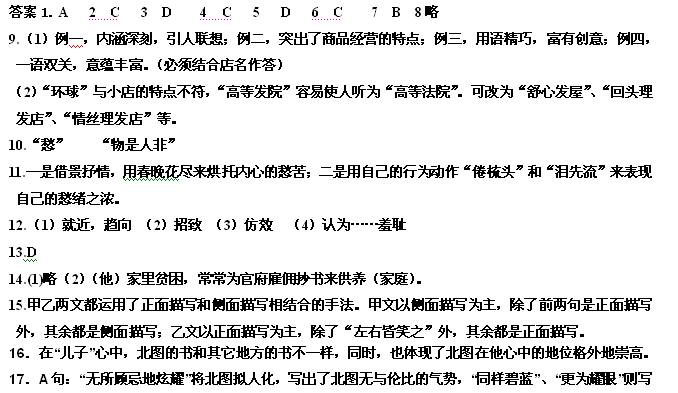 答案 1. A 2 C 3 D 4 C 5 D 6 C 7 B 8略
9.（1）例一，内涵深刻，引人联想；例二，突出了商品经营的特点；例三，用语精巧，富有创意；例四，
一语双关，意蕴丰富。（必须结合店名作答）
（2）“环球”与小店的特点不符，“高等发院”容易使人听为“高等法院”。可改为“舒心发屋”、“回头理
发店”、“情丝理发店”等。
10.“愁” “物是人非”
11.一是借景抒情，用春晚花尽来烘托内心的愁苦；二是用自己的行为动作“倦梳头”和“泪先流”来表现
自己的愁绪之浓。
12.（1）就近，趋向 （2）招致 （3）仿效 （4）认为……羞耻
13.D
14.(1)略（2）（他）家里贫困，常常为官府雇佣抄书来供养（家庭）。
15.甲乙两文都运用了正面描写和侧面描写相结合的手法。甲文以侧面描写为主，除了前两句是正面描写
外，其余都是侧面描写；乙文以正面描写为主，除了“左右皆笑之”外，其余都是正面描写。
16．在“儿子”心中，北图的书和其它地方的书不一样，同时，也体现了北图在他心中的地位格外地崇高。
17．A句：“无所顾忌地炫耀”将北图拟人化，写出了北图无与伦比的气势，“同样碧蓝”、“更为耀眼”则写